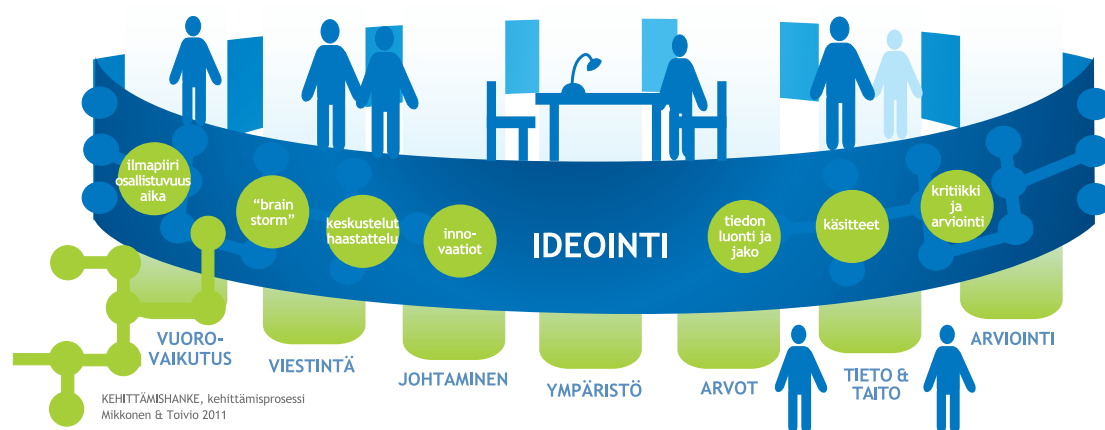 ilmapiiri
osallistuvuus
aika
“brain
storm”
keskustelut
haastattelu
inno-
vaatiot
IDEOINTI
tiedon
luonti ja
jako
käsitteet
kritiikki
ja
arviointi
VUORO-
VAIKUTUS
VIESTINTÄ
JOHTAMINEN
YMPÄRISTÖ
ARVOT
TIETO &
TAITO
ARVIOINTI
KEHITTÄMISHANKE, kehittämisprosessi
Mikkonen & Toivio 2011